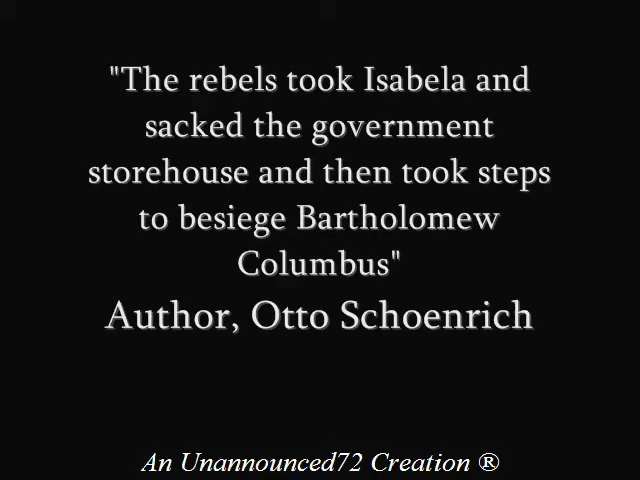 "The rebels took Isabela and
sacked the government
storehouse and then took steps
to besiege Bartholomew
Columbus"
Author, Otto Schoenrich
An Unannounced72 Creation ®